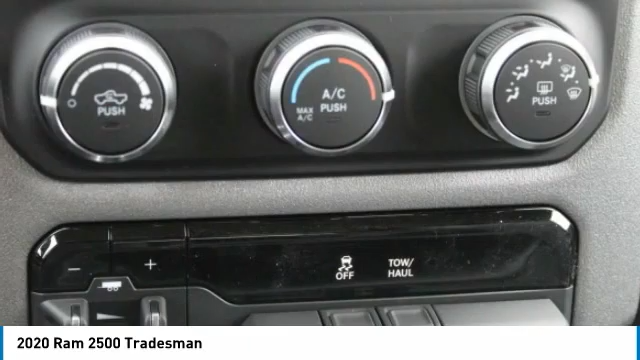 PUSH
A/C
PUSH
MAX
A/C
PUSH
OFF
TOW/
HAUL
2020 Ram 2500 Tradesman